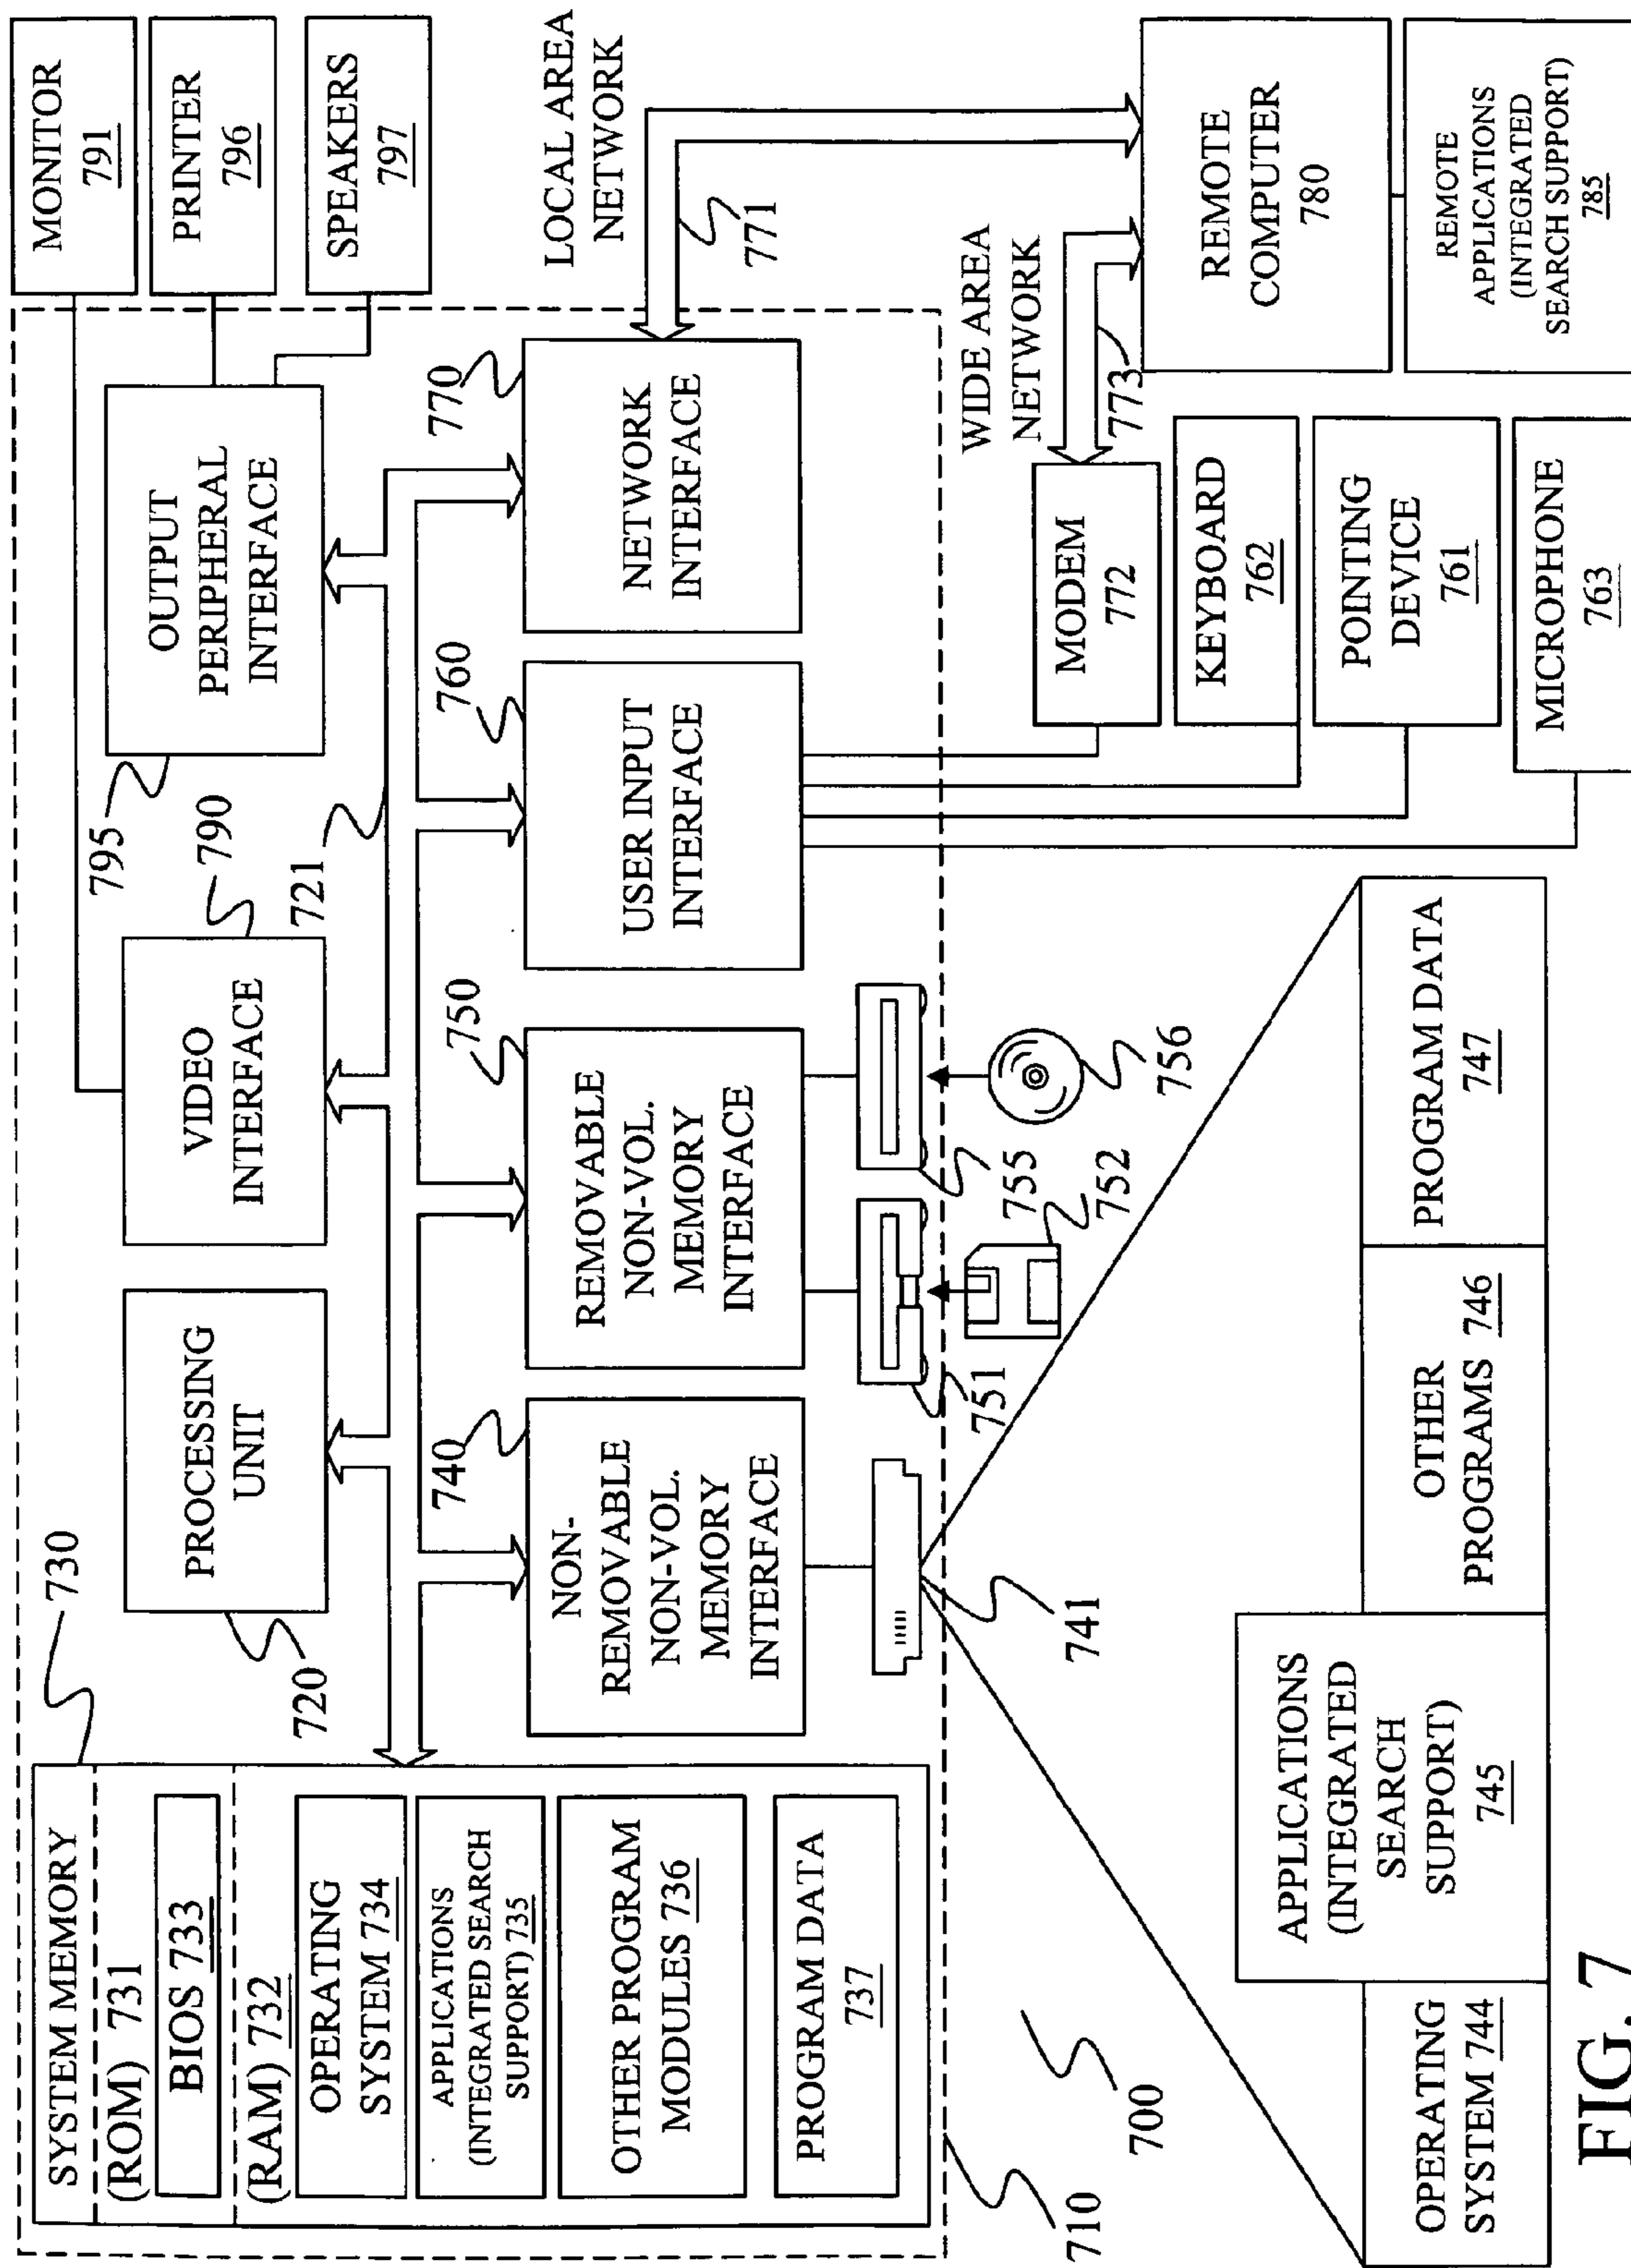 SYSTEM MEMORY
(ROM) 731
BIOS 733
(RAM) 732
OPERATING
SYSTEM 734
APPLICATIONS
(INTEGRATED SEARCH
SUPPORT) 735
OTHER PROGRAM
MODULES 736
PROGRAM DATA
737
730
PROCESSING
UNIT
720
VIDEO
INTERFACE
790
721
OUTPUT
PERIPHERAL
INTERFACE
795
MONITOR
791
PRINTER
796
SPEAKERS
797
NON-
REMOVABLE
NON-VOL.
MEMORY
INTERFACE
740
REMOVABLE
NON-VOL.
MEMORY
INTERFACE
750
USER INPUT
INTERFACE
760
NETWORK
INTERFACE
770
LOCAL AREA
NETWORK
771
WIDE AREA
NETWORK
773
741
751
752
755
756
MODEM
772
KEYBOARD
762
POINTING
DEVICE
761
MICROPHONE
763
REMOTE
COMPUTER
780
REMOTE
APPLICATIONS
(INTEGRATED
SEARCH SUPPORT)
785
710
700
OPERATING
SYSTEM 744
APPLICATIONS
(INTEGRATED
SEARCH
SUPPORT)
745
OTHER
PROGRAMS 746
PROGRAM DATA
747
FIG. 7